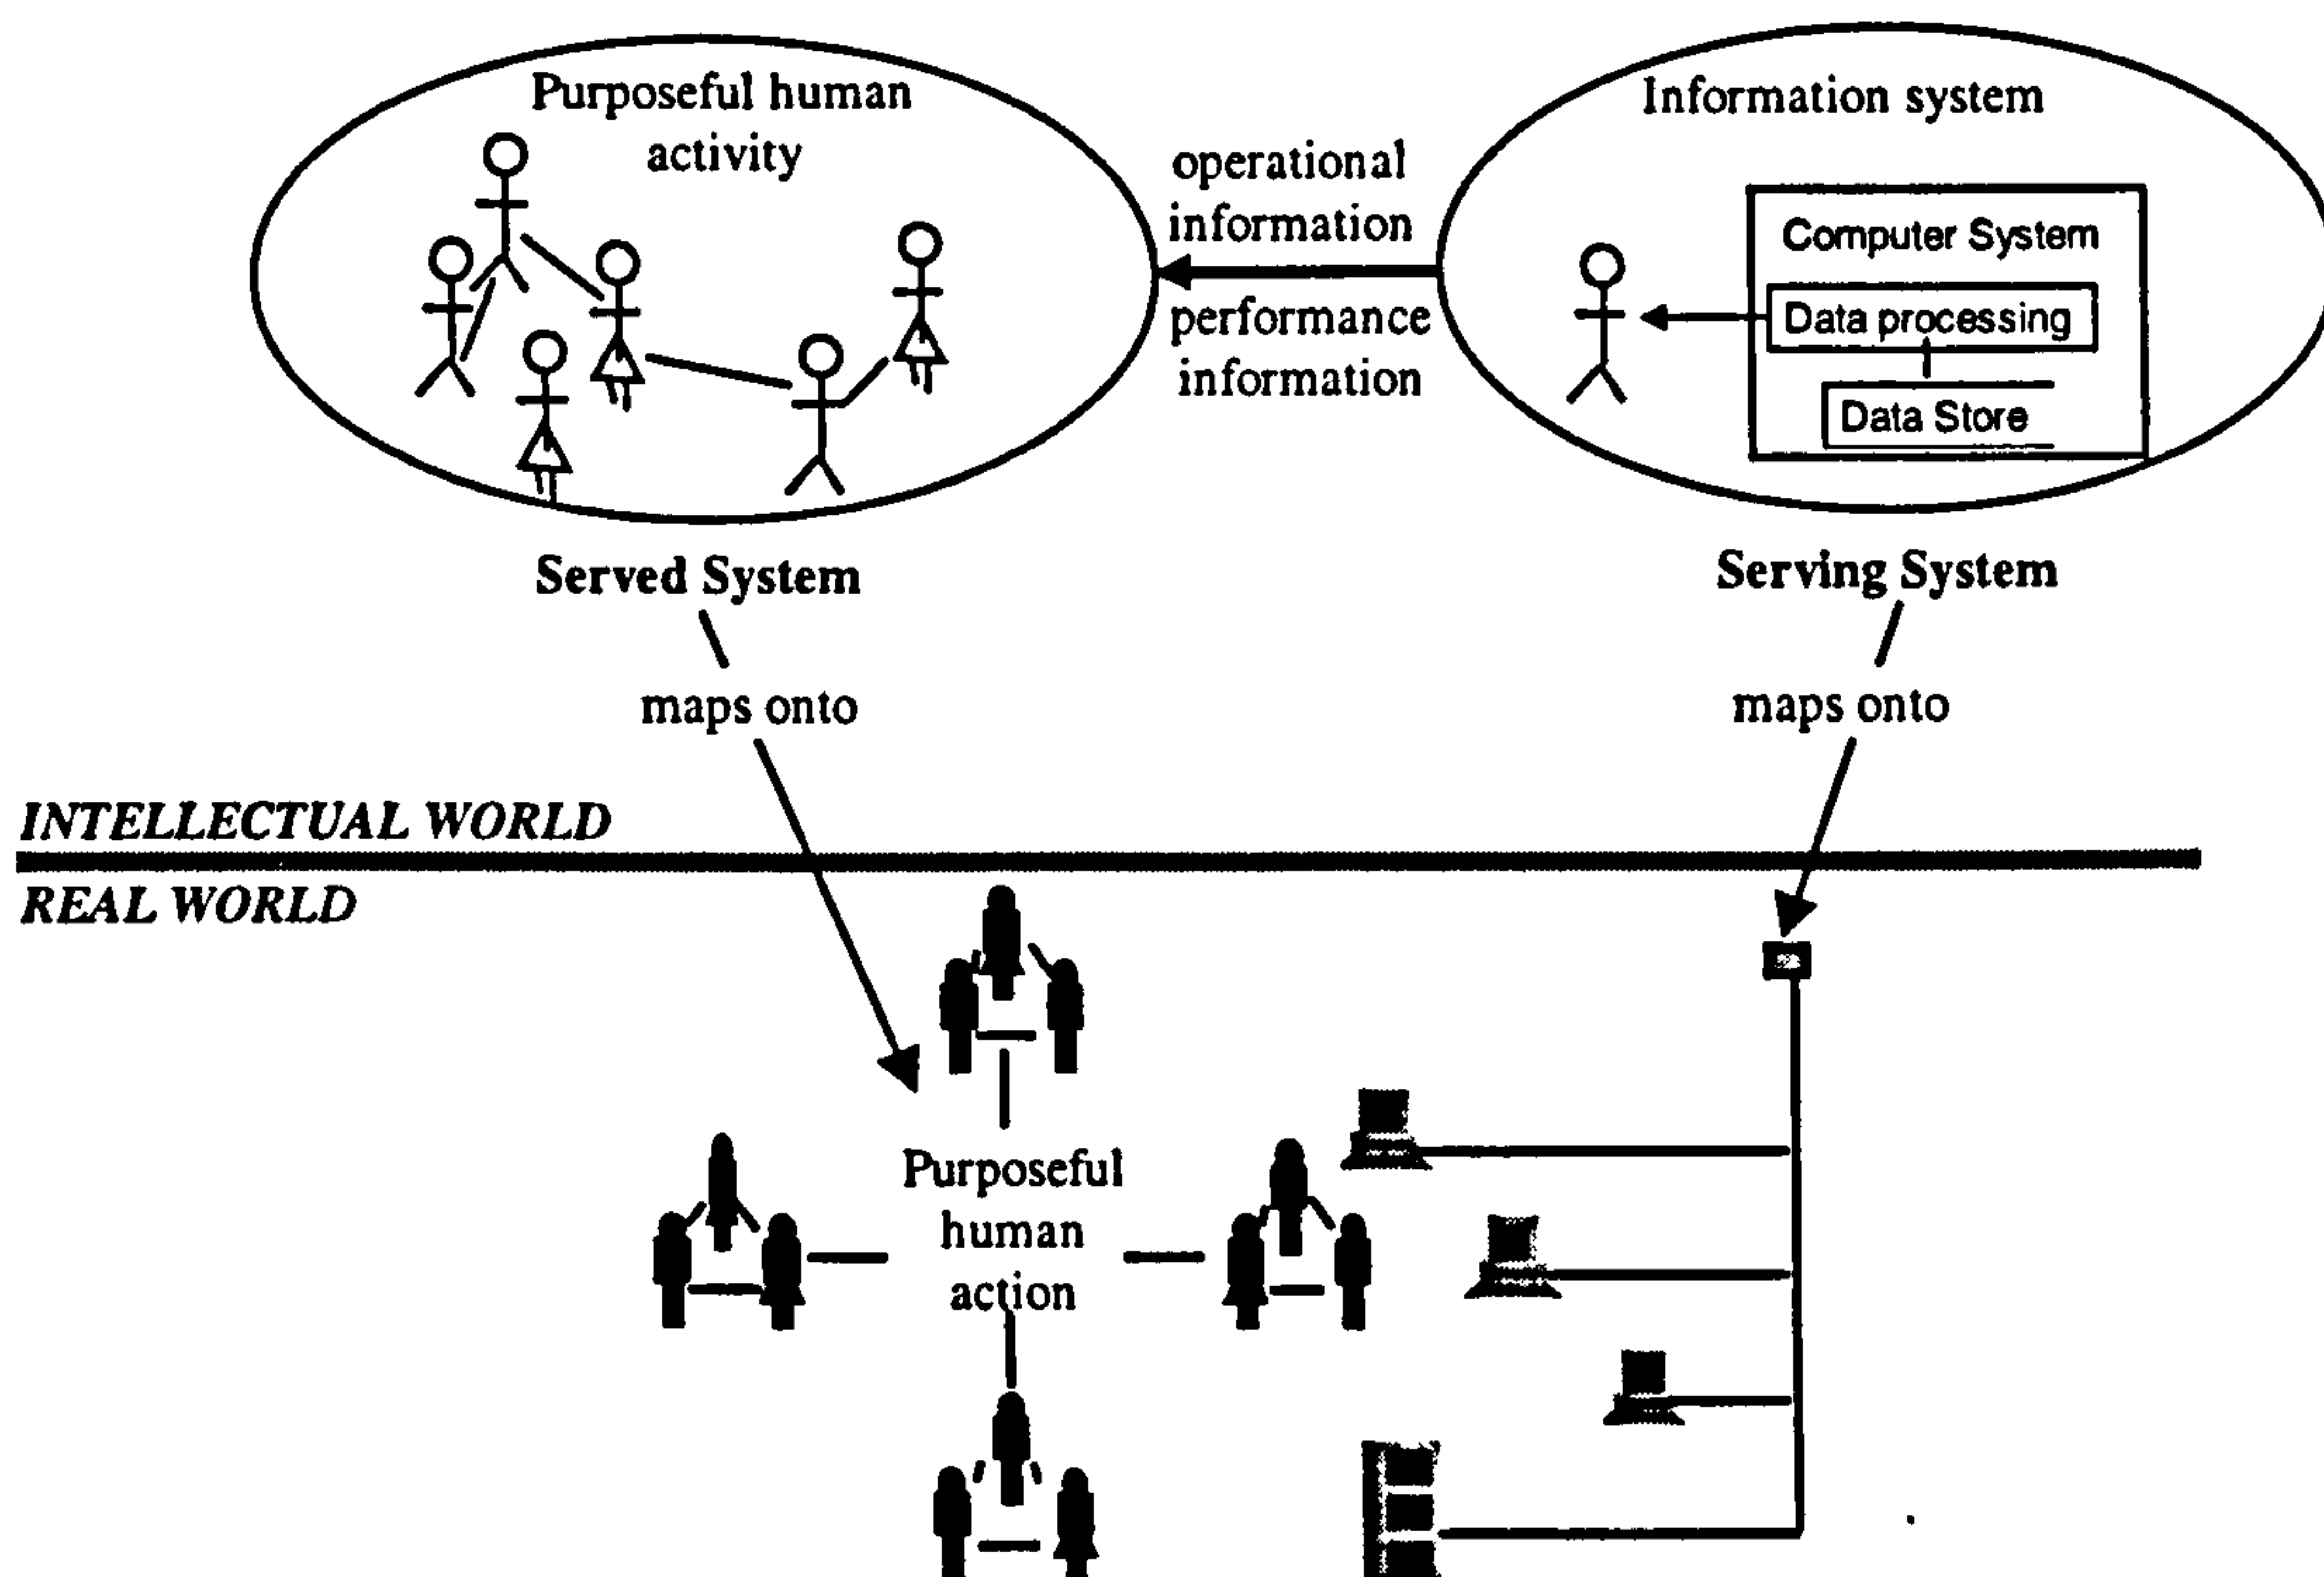 Purposeful human
activity
operational
information
performance
information
Information system
Computer System
Data processing
Data Store
Served System
Serving System
maps onto
maps onto
INTELLECTUAL WORLD
REAL WORLD
Purposeful
human
action